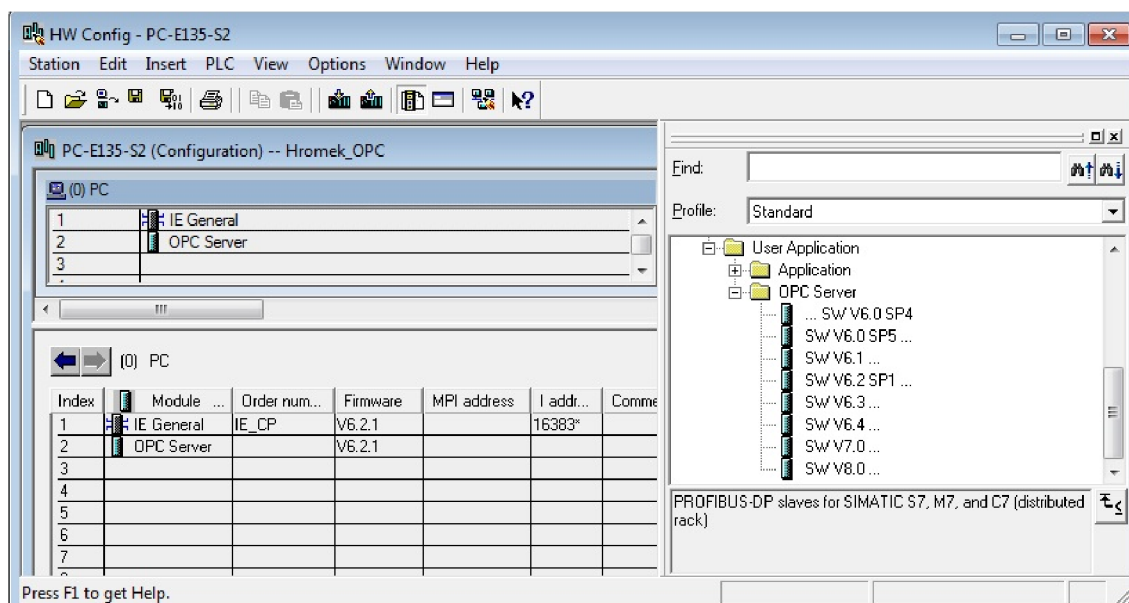 HW Config - PC-E135-S2
Station Edit Insert PLC View Options Window Help
PC-E135-S2 (Configuration) -- Hromek_OPC
(0) PC
1 IE General
2 OPC Server
3
(0) PC
Index Module ... Order num... Firmware MPI address I addr... Comme
1 IE General IE_CP V6.2.1 16383*
2 OPC Server V6.2.1
3
4
5
6
7
Find:
Profile: Standard
User Application
Application
OPC Server
... SW V6.0 SP4
SW V6.0 SP5 ...
SW V6.1 ...
SW V6.2 SP1 ...
SW V6.3 ...
SW V6.4 ...
SW V7.0 ...
SW V8.0 ...
PROFIBUS-DP slaves for SIMATIC S7, M7, and C7 (distributed
rack)
Press F1 to get Help.